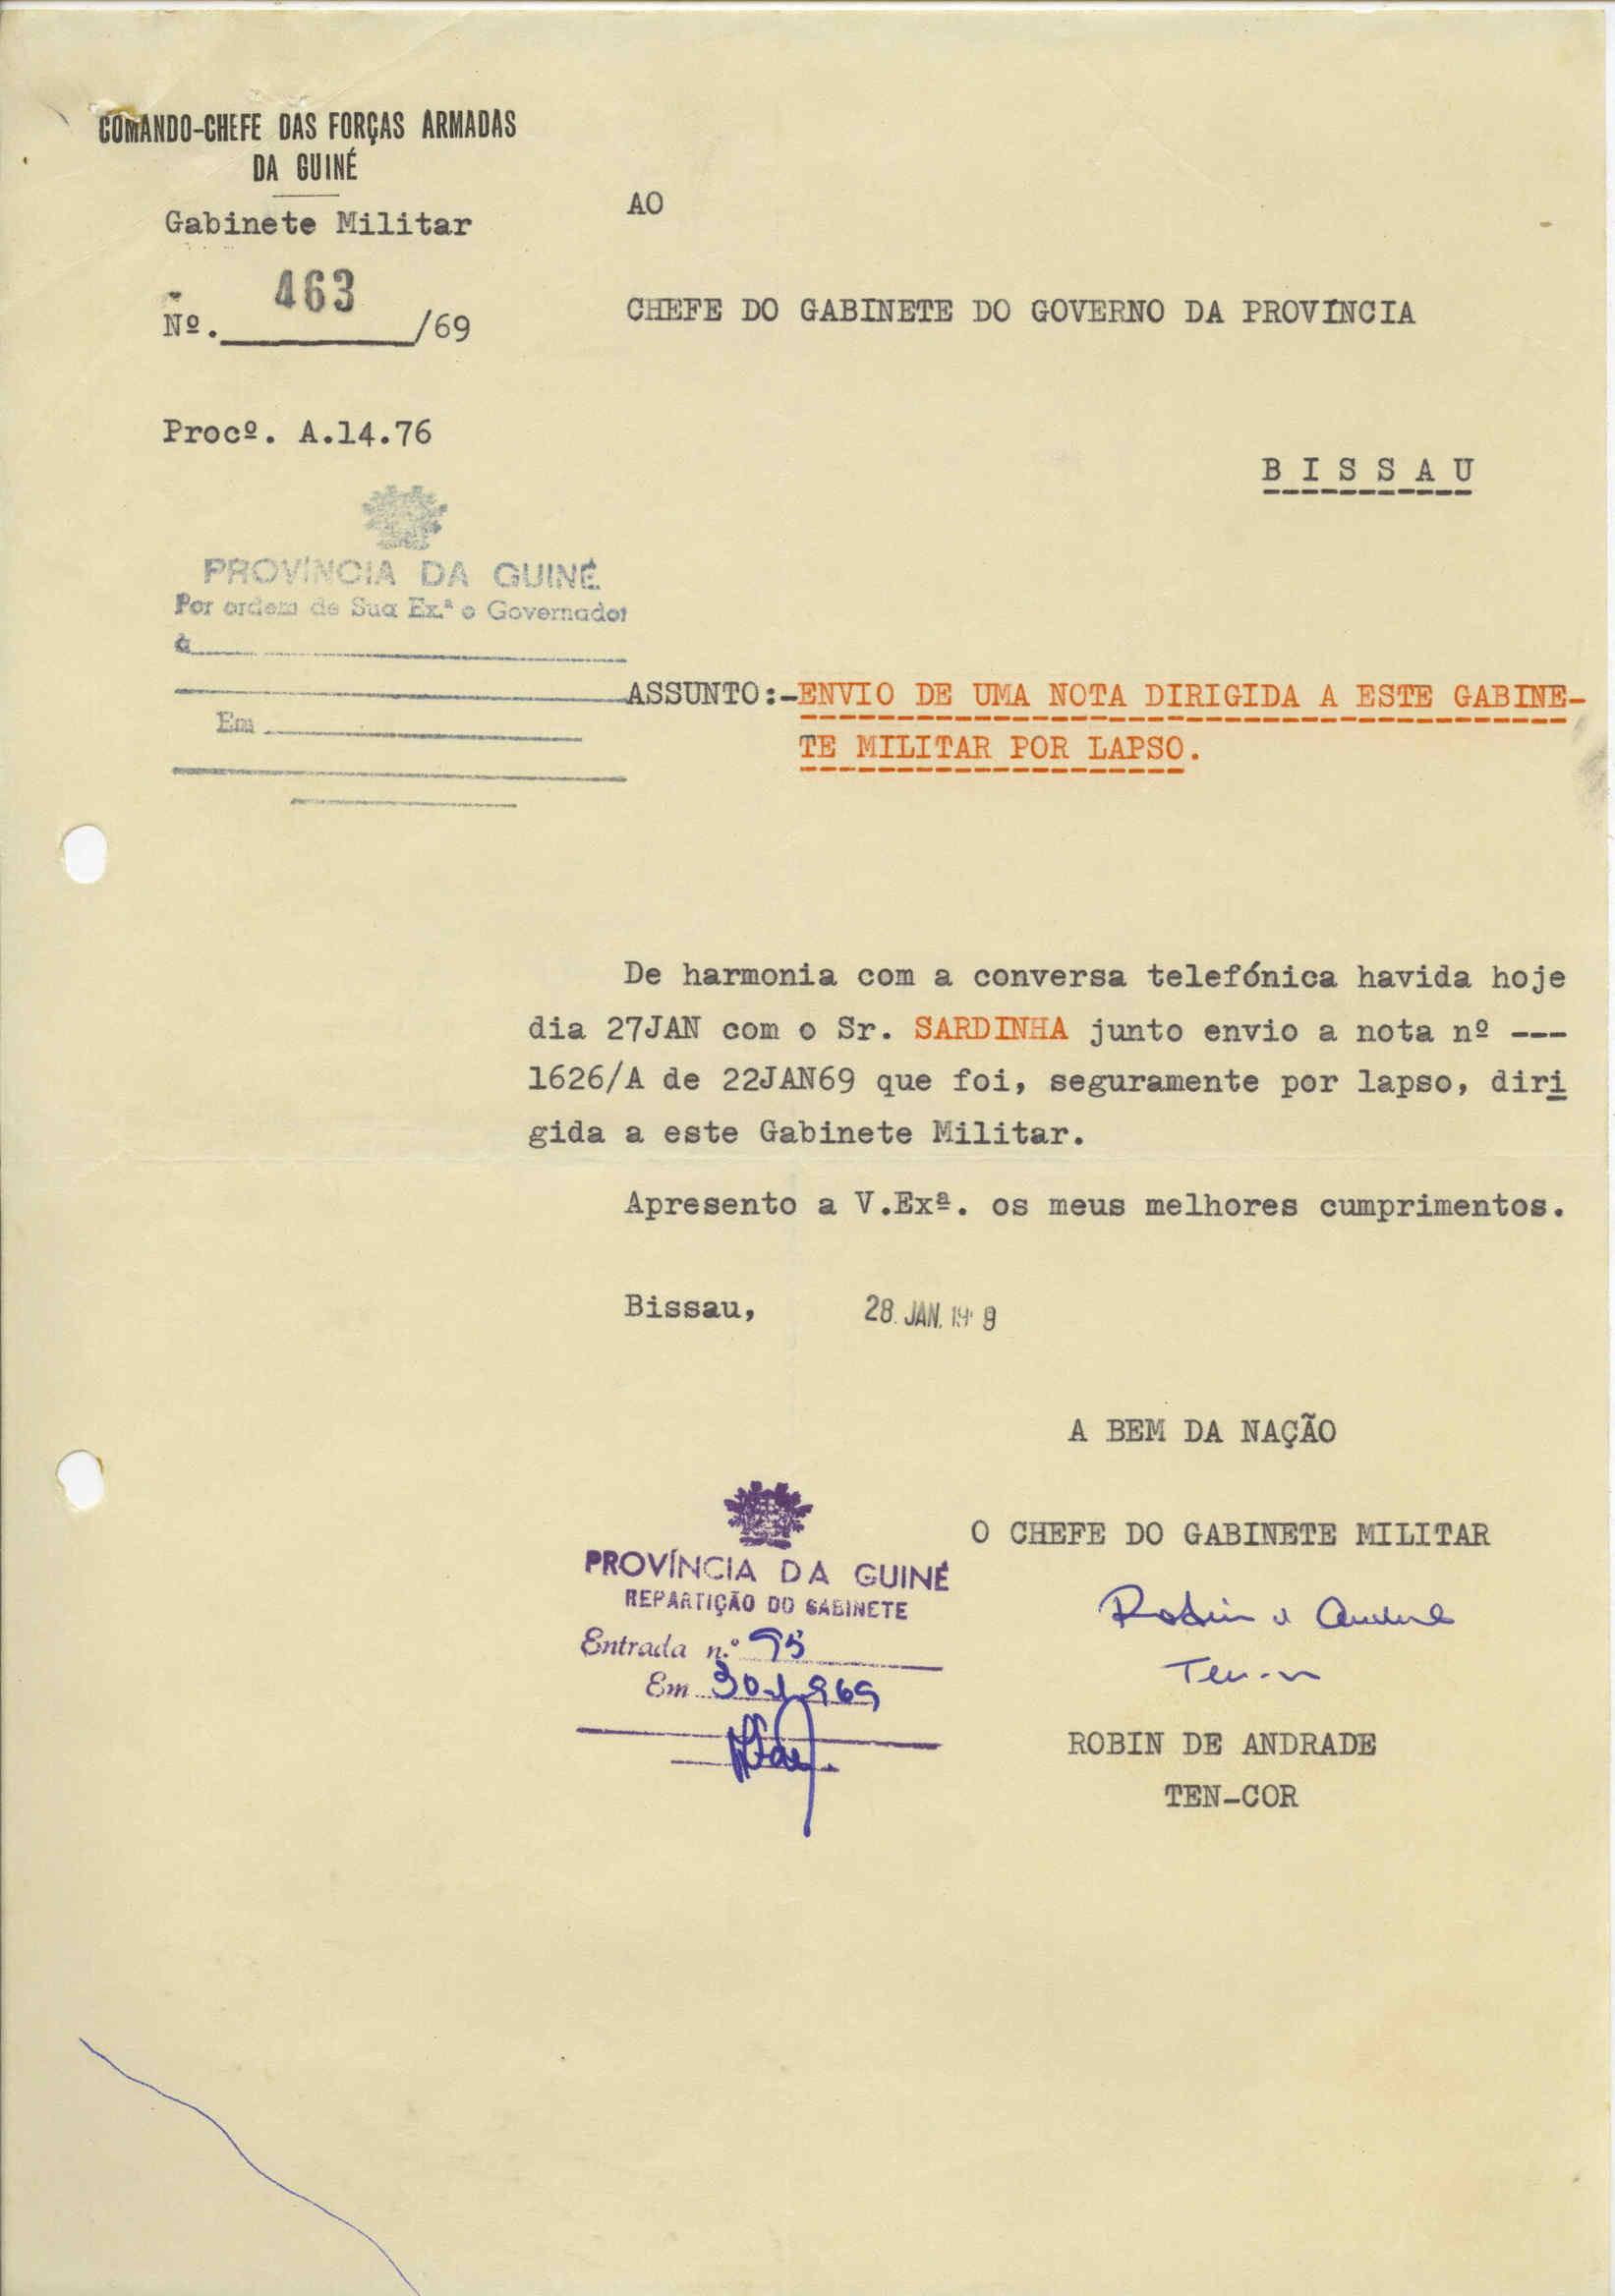 COMANDO-CHEFE DAS FORÇAS ARMADAS
DA GUINÉ
Gabinete Militar
Nº. 463 /69
Procº. A.14.76
AO
CHEFE DO GABINETE DO GOVERNO DA PROVÍNCIA
B I S S A U
PROVÍNCIA DA GUINÉ
Por ordem de Sua Ex.ª o Governador
à
Em
ASSUNTO:-ENVIO DE UMA NOTA DIRIGIDA A ESTE GABINE-
TE MILITAR POR LAPSO.
De harmonia com a conversa telefónica havida hoje
dia 27JAN com o Sr. SARDINHA junto envio a nota nº ---
1626/A de 22JAN69 que foi, seguramente por lapso, diri
gida a este Gabinete Militar.
Apresento a V.Exª. os meus melhores cumprimentos.
Bissau, 28. JAN.
A BEM DA NAÇÃO
O CHEFE DO GABINETE MILITAR
Robin d Andrade
Ten-
ROBIN DE ANDRADE
TEN-COR
PROVÍNCIA DA GUINÉ
REPARTIÇÃO DO GABINETE
Entrada n.º 95
Em 30-1-969